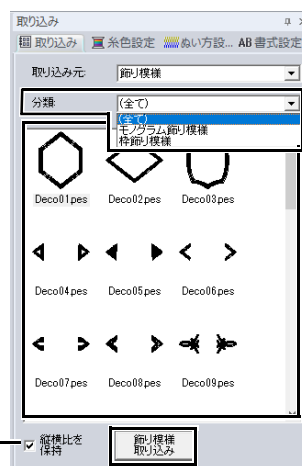 取り込み
取り込み 糸色設定 ぬい方設... AB 書式設定
取り込み元: 飾り模様
分類: (全て)
(全て)
モノグラム飾り模様
枠飾り模様
Deco01.pes Deco02.pes Deco03.pes
Deco04.pes Deco05.pes Deco06.pes
Deco07.pes Deco08.pes Deco09.pes
縦横比を
保持
飾り模様
取り込み